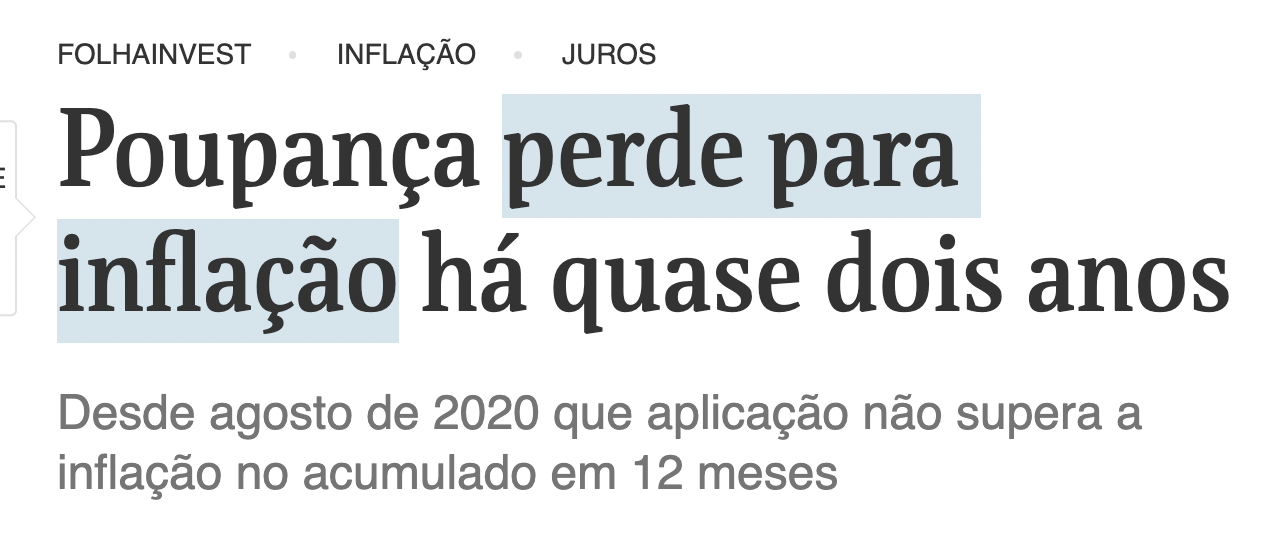 FOLHAINVEST • INFLAÇÃO • JUROS
Poupança perde para
inflação há quase dois anos
Desde agosto de 2020 que aplicação não supera a
inflação no acumulado em 12 meses